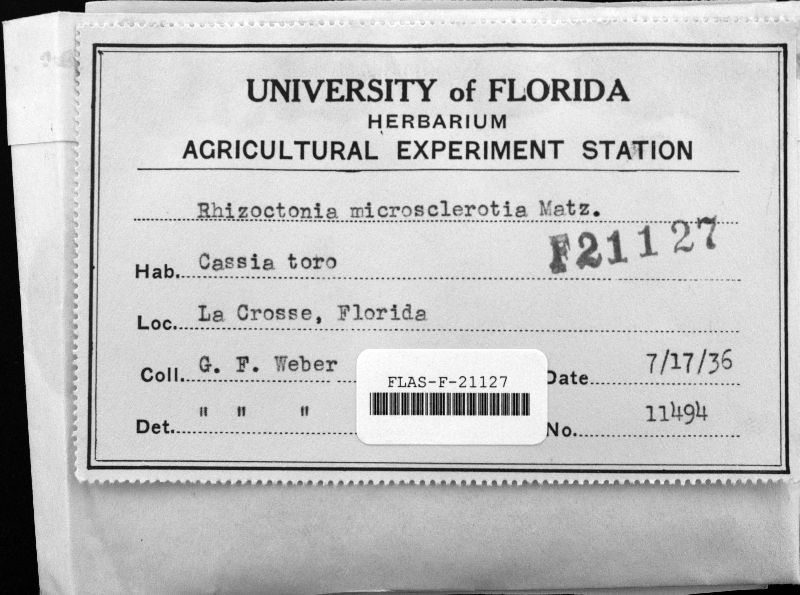 UNIVERSITY of FLORIDA
HERBARIUM
AGRICULTURAL EXPERIMENT STATION
Rhizoctonia microsclerotia Matz.
F21127
Hab. Cassia toro
Loc. La Crosse, Florida
Coll. G. F. Weber Date 7/17/36
FLAS-F-21127
Det. " " " No. 11494